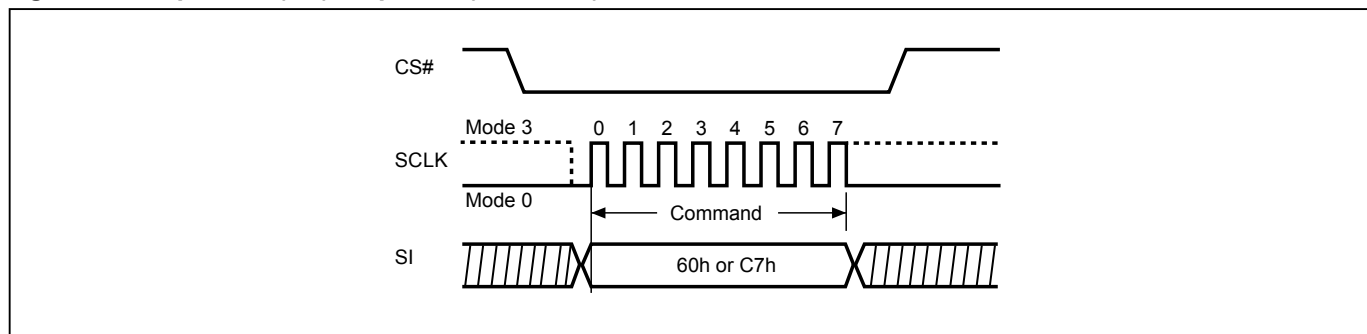 CS#
Mode 3
0 1 2 3 4 5 6 7
SCLK
Mode 0
Command
SI
60h or C7h